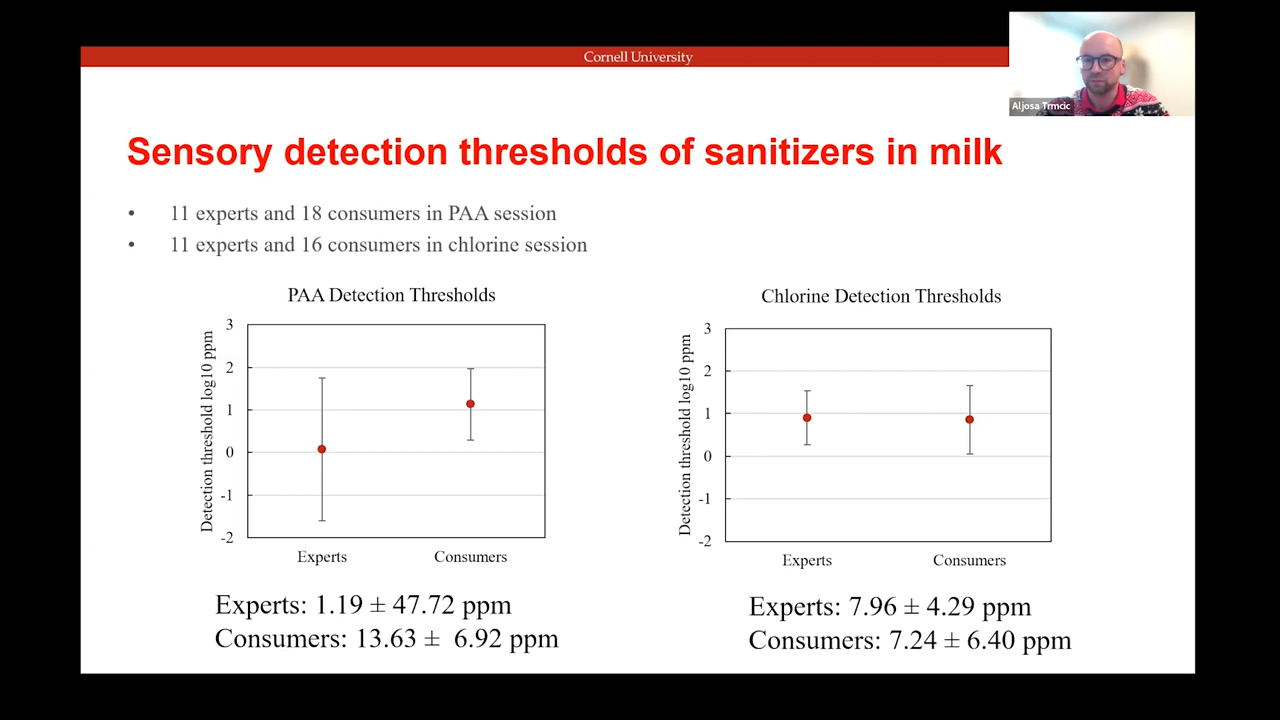 Cornell University
Aljosa Trmcic
Sensory detection thresholds of sanitizers in milk
• 11 experts and 18 consumers in PAA session
• 11 experts and 16 consumers in chlorine session
PAA Detection Thresholds
Detection threshold log10 ppm
3
2
1
0
-1
-2
Experts Consumers
Experts: 1.19 ± 47.72 ppm
Consumers: 13.63 ± 6.92 ppm
Chlorine Detection Thresholds
Detection threshold log10 ppm
3
2
1
0
-1
-2
Experts Consumers
Experts: 7.96 ± 4.29 ppm
Consumers: 7.24 ± 6.40 ppm